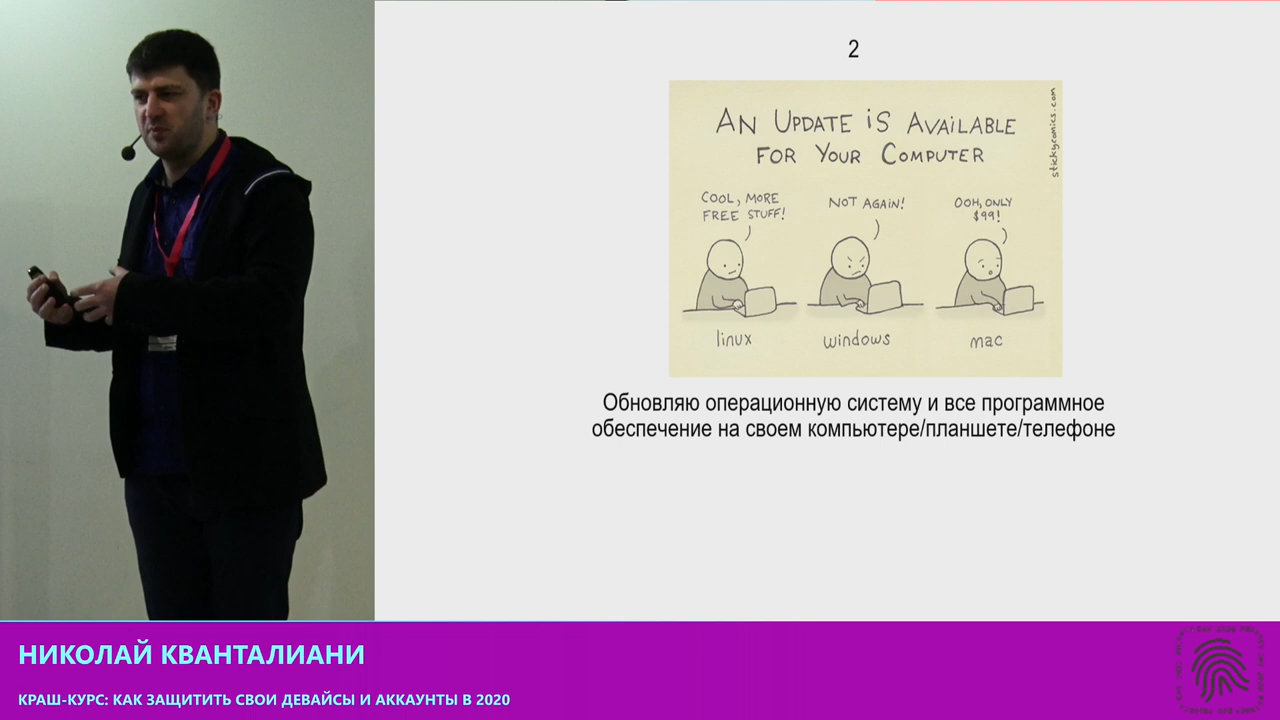 2
AN UPDATE IS AVAILABLE
FOR YOUR COMPUTER
stickycomics.com
COOL, MORE
FREE STUFF!
NOT AGAIN!
OOH, ONLY
$99!
linux
windows
mac
Обновляю операционную систему и все программное
обеспечение на своем компьютере/планшете/телефоне
НИКОЛАЙ КВАНТАЛИАНИ
КРАШ-КУРС: КАК ЗАЩИТИТЬ СВОИ ДЕВАЙСЫ И АККАУНТЫ В 2020